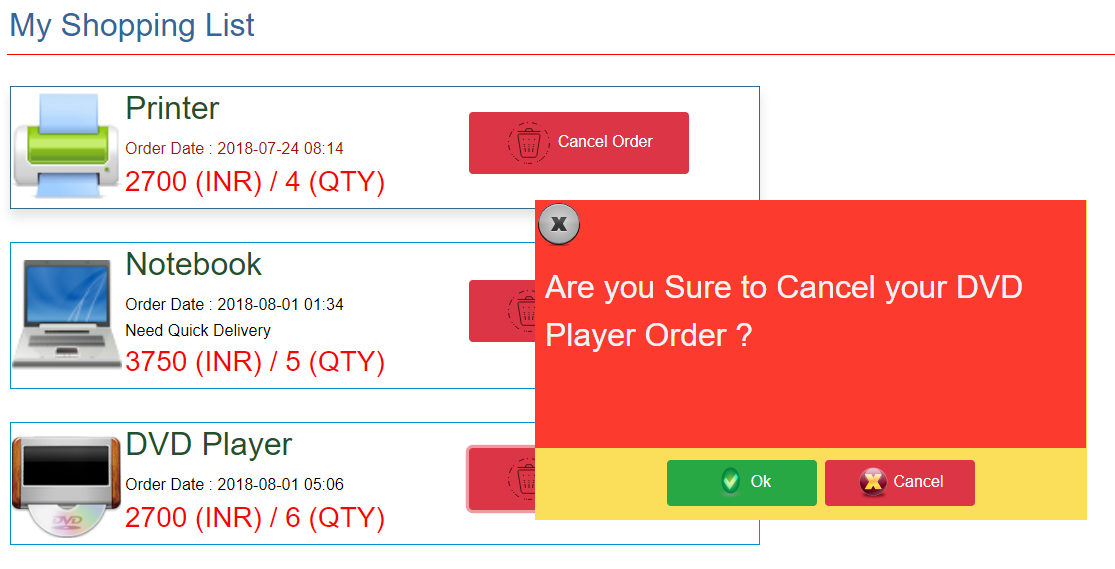 My Shopping List
Printer
Order Date : 2018-07-24 08:14
2700 (INR) / 4 (QTY)
Cancel Order
Notebook
Order Date : 2018-08-01 01:34
Need Quick Delivery
3750 (INR) / 5 (QTY)
DVD Player
Order Date : 2018-08-01 05:06
2700 (INR) / 6 (QTY)
DVD
X
Are you Sure to Cancel your DVD
Player Order ?
Ok
Cancel